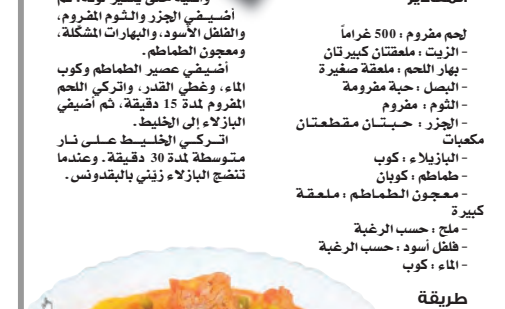 لحم مفروم : 500 غراماً
- الزيت : ملعقتان كبيرتان
- بهار اللحم : ملعقة صغيرة
- البصل : حبة مفرومة
- الثوم : مفروم
- الجزر : حبتان مقطعتان
مكعبات
- البازيلاء : كوب
- طماطم : كوبان
- معجون الطماطم : ملعقة
كبيرة
- ملح : حسب الرغبة
- فلفل أسود : حسب الرغبة
- الماء : كوب
طريقة
أضيفي الجزر والثوم المفروم،
والفلفل الأسود، والبهارات المشكّلة،
ومعجون الطماطم.
أضيفي عصير الطماطم وكوب
الماء، وغطي القدر، واتركي اللحم
المفروم لمدة 15 دقيقة، ثم أضيفي
البازلاء إلى الخليط.
اتركي الخليط على نار
متوسطة لمدة 30 دقيقة. وعندما
تنضج البازلاء زيّني بالبقدونس.